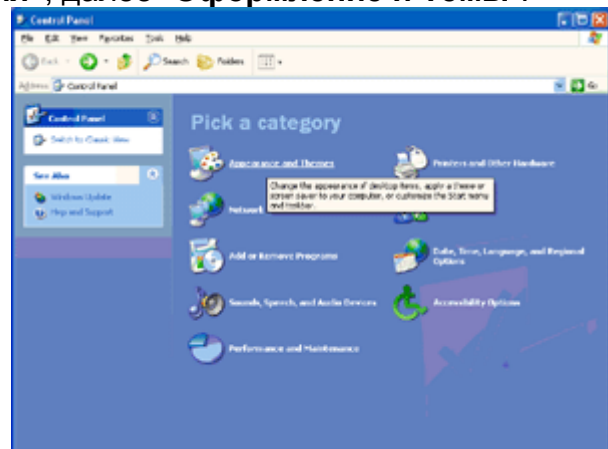 , далее "Оформление и темы".
Control Panel
File Edit View Favorites Tools Help
Back Search Folders
Address Control Panel Go
Control Panel
Switch to Classic View
See Also
Windows Update
Help and Support
Pick a category
Appearance and Themes
Printers and Other Hardware
Change the appearance of desktop items, apply a theme or
screen saver to your computer, or customize the Start menu
and taskbar.
Network
Add or Remove Programs
Date, Time, Language, and Regional
Options
Sounds, Speech, and Audio Devices
Accessibility Options
Performance and Maintenance